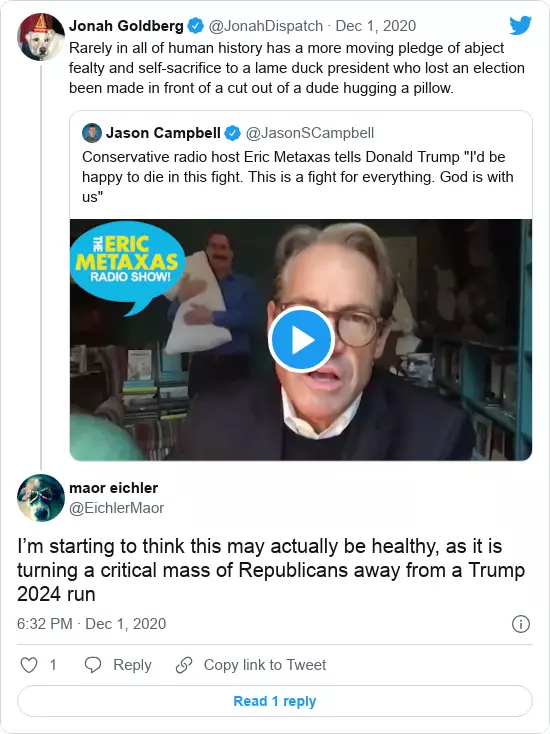 Jonah Goldberg @JonahDispatch · Dec 1, 2020
Rarely in all of human history has a more moving pledge of abject
fealty and self-sacrifice to a lame duck president who lost an election
been made in front of a cut out of a dude hugging a pillow.
Jason Campbell @JasonSCampbell
Conservative radio host Eric Metaxas tells Donald Trump "I'd be
happy to die in this fight. This is a fight for everything. God is with
us"
THE ERIC
METAXAS
RADIO SHOW!
maor eichler
@EichlerMaor
I’m starting to think this may actually be healthy, as it is
turning a critical mass of Republicans away from a Trump
2024 run
6:32 PM · Dec 1, 2020
1 Reply Copy link to Tweet
Read 1 reply